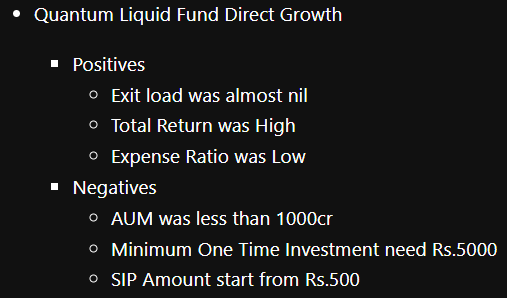 Quantum Liquid Fund Direct Growth
Positives
Exit load was almost nil
Total Return was High
Expense Ratio was Low
Negatives
AUM was less than 1000cr
Minimum One Time Investment need Rs.5000
SIP Amount start from Rs.500